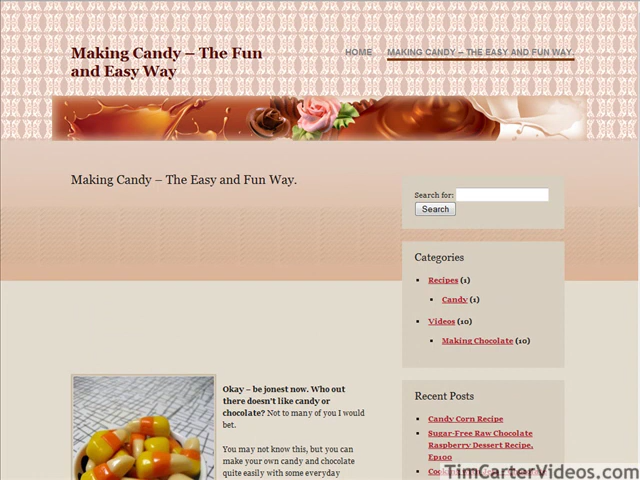 Making Candy – The Fun
and Easy Way
HOME
MAKING CANDY – THE EASY AND FUN WAY.
Making Candy – The Easy and Fun Way.
Search for:
Search
Categories
Recipes (1)
Candy (1)
Videos (10)
Making Chocolate (10)
Okay – be jonest now. Who out
there doesn't like candy or
chocolate? Not to many of you I would
bet.
You may not know this, but you can
make your own candy and chocolate
quite easily with some everyday
Recent Posts
Candy Corn Recipe
Sugar-Free Raw Chocolate
Raspberry Dessert Recipe,
Ep100
TimCarterVideos.com